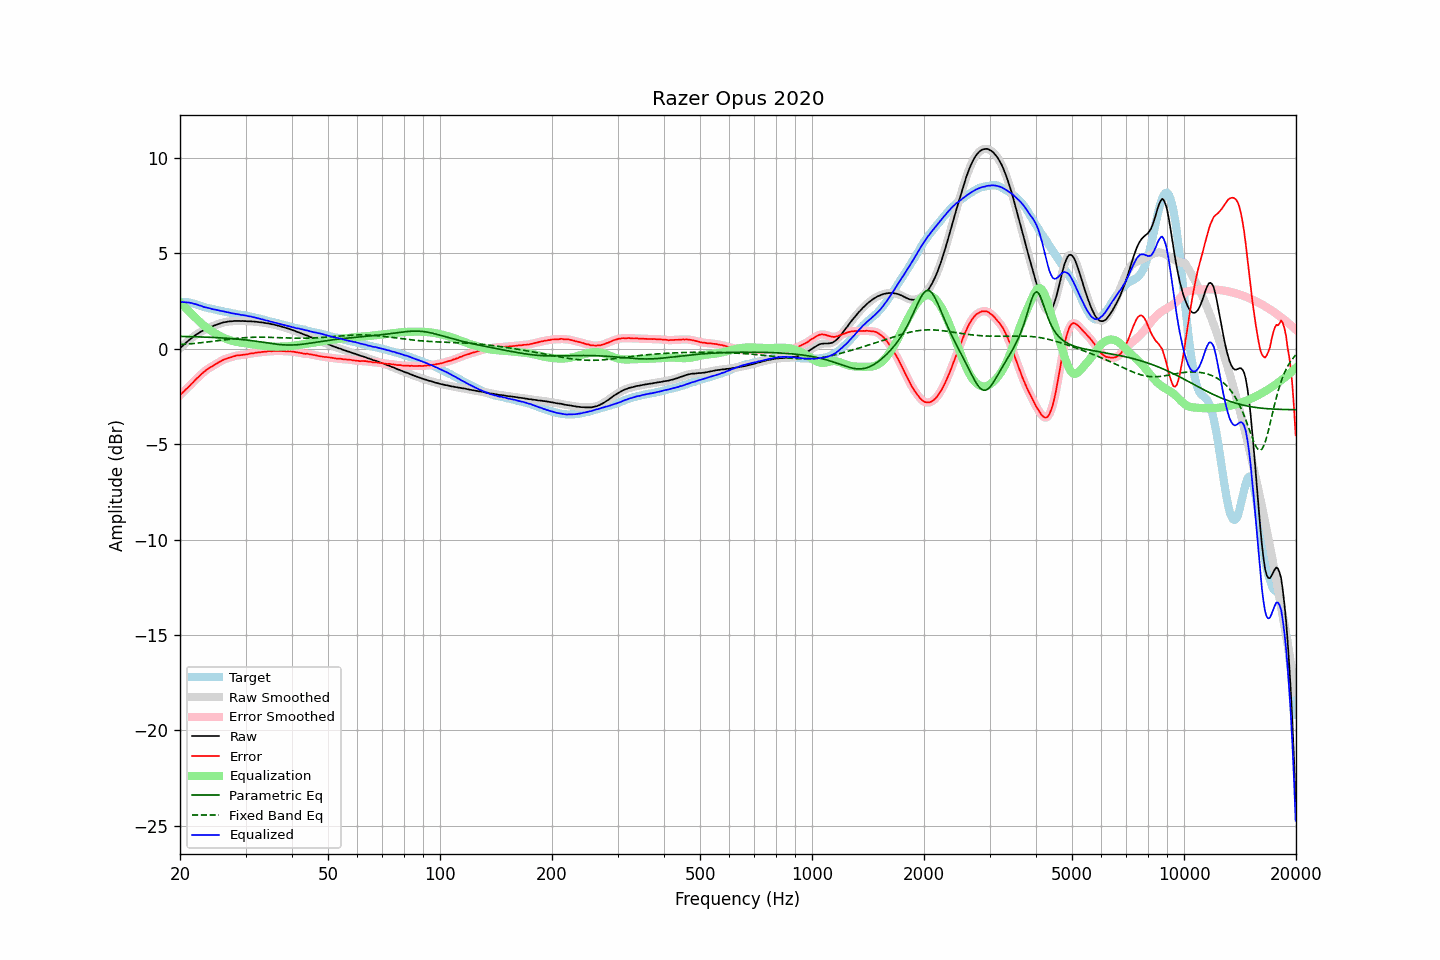 Razer Opus 2020
10
5
0
−5
−10
−15
−20
−25
Amplitude (dBr)
Target
Raw Smoothed
Error Smoothed
Raw
Error
Equalization
Parametric Eq
Fixed Band Eq
Equalized
20 50 100 200 500 1000 2000 5000 10000 20000
Frequency (Hz)